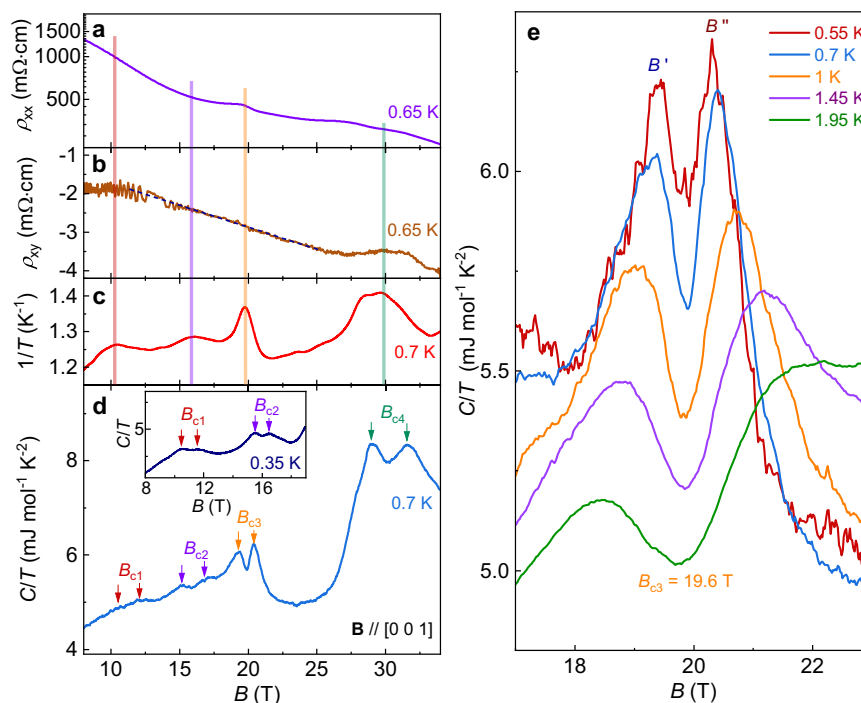 a
1500
1000
500
ρxx (mΩ·cm)
0.65 K
b
-1
-2
-3
-4
ρxy (mΩ·cm)
0.65 K
c
1.4
1.3
1.2
1/T (K⁻¹)
0.7 K
d
C/T
5
Bc1
Bc2
0.35 K
8 12 16
B (T)
Bc4
0.7 K
8
6
4
C/T (mJ mol⁻¹ K⁻²)
Bc1
Bc2
Bc3
B // [0 0 1]
10 15 20 25 30
B (T)
e
B'
B"
0.55 K
0.7 K
1 K
1.45 K
1.95 K
6.0
5.5
5.0
C/T (mJ mol⁻¹ K⁻²)
Bc3 = 19.6 T
18 20 22
B (T)